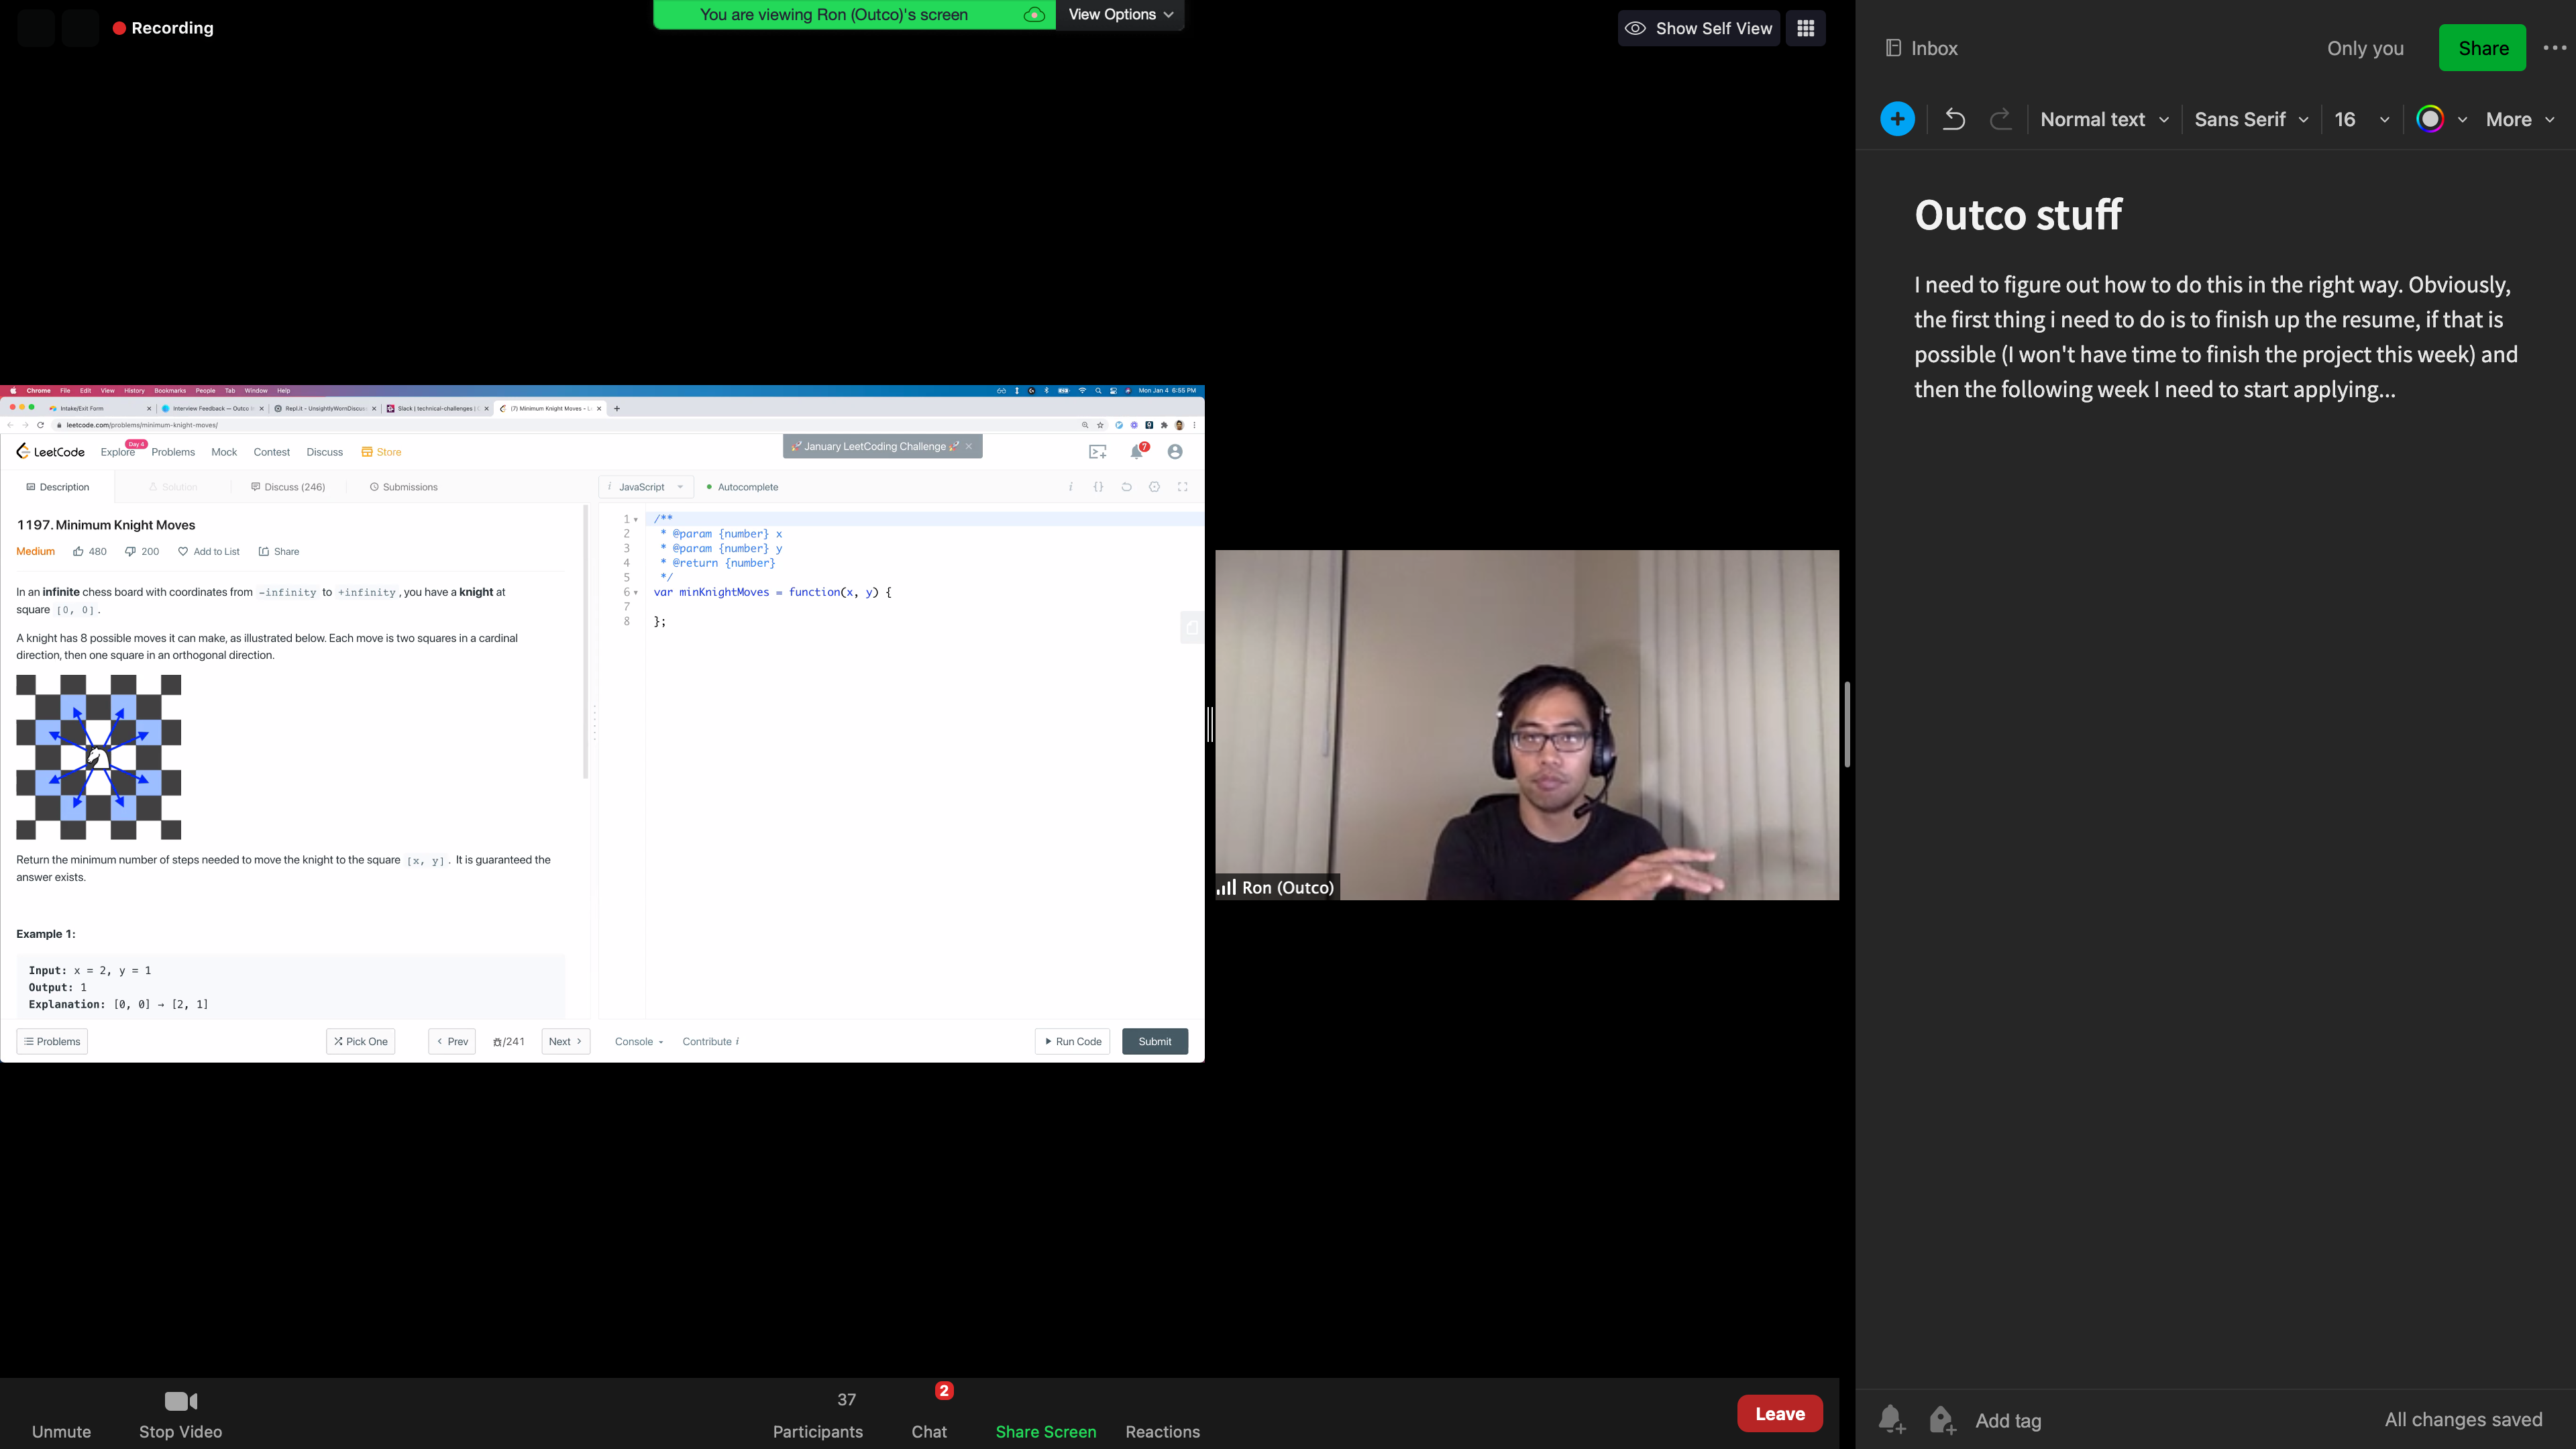 Recording
You are viewing Ron (Outco)'s screen
View Options
Show Self View
Chrome File Edit View History Bookmarks People Tab Window Help
Mon Jan 4 6:55 PM
Intake/Exit Form
Interview Feedback — Outco
Repl.it - UnsightlyWornDiscus
Slack | technical-challenges |
(7) Minimum Knight Moves - L
leetcode.com/problems/minimum-knight-moves/
LeetCode
Explore
Day 4
Problems
Mock
Contest
Discuss
Store
January LeetCoding Challenge
7
Description
Solution
Discuss (246)
Submissions
i JavaScript
Autocomplete
1197. Minimum Knight Moves
Medium 480 200 Add to List Share
In an infinite chess board with coordinates from -infinity to +infinity, you have a knight at
square [0, 0].
A knight has 8 possible moves it can make, as illustrated below. Each move is two squares in a cardinal
direction, then one square in an orthogonal direction.
Return the minimum number of steps needed to move the knight to the square [x, y]. It is guaranteed the
answer exists.
Example 1:
Input: x = 2, y = 1
Output: 1
Explanation: [0, 0] → [2, 1]
1 /**
2 * @param {number} x
3 * @param {number} y
4 * @return {number}
5 */
6 var minKnightMoves = function(x, y) {
7
8 };
Problems
Pick One
Prev
/241
Next
Console
Contribute i
Run Code
Submit
Ron (Outco)
Unmute
Stop Video
37
Participants
2
Chat
Share Screen
Reactions
Leave
Inbox
Only you
Share
Normal text
Sans Serif
16
More
Outco stuff
I need to figure out how to do this in the right way. Obviously,
the first thing i need to do is to finish up the resume, if that is
possible (I won't have time to finish the project this week) and
then the following week I need to start applying...
Add tag
All changes saved